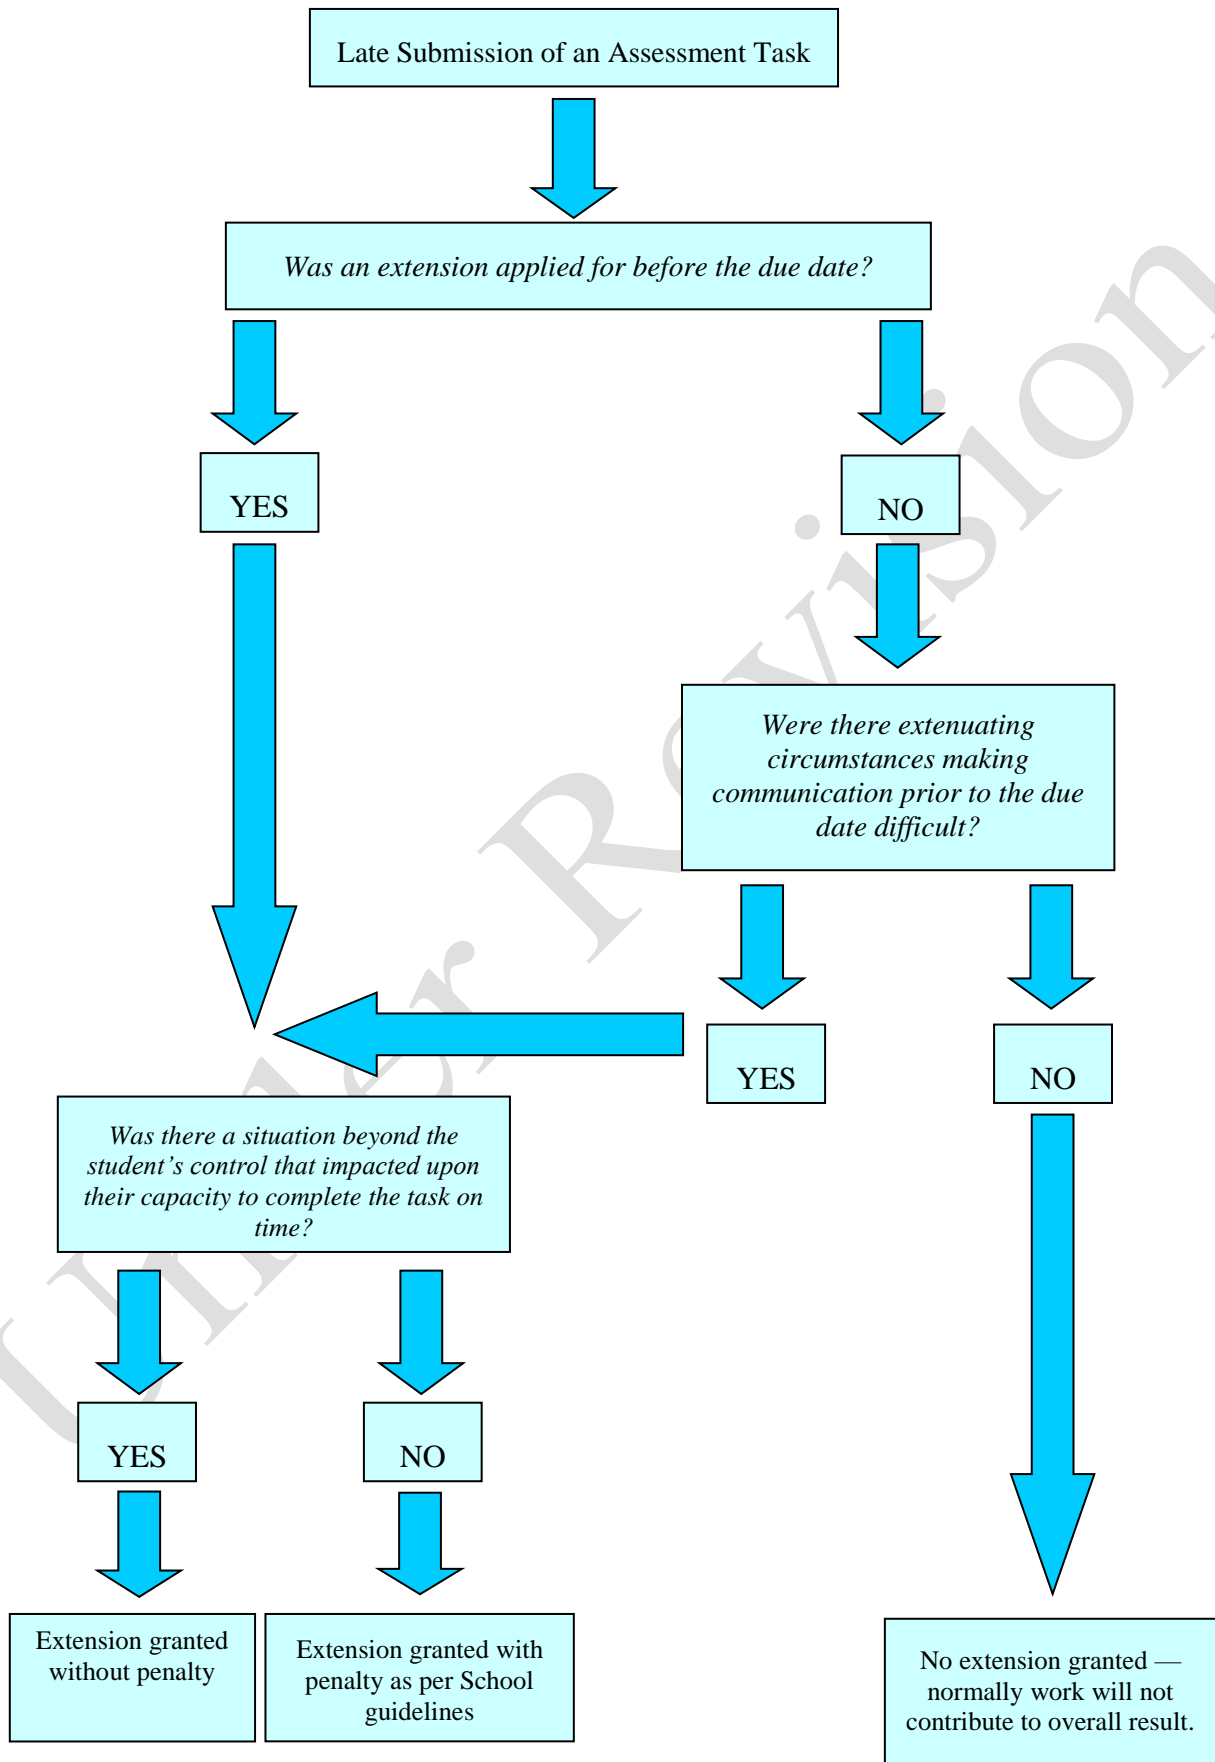 Late Submission of an Assessment Task
Was an extension applied for before the due date?
YES
NO
Were there extenuating
circumstances making
communication prior to the due
date difficult?
YES
NO
Was there a situation beyond the
student’s control that impacted upon
their capacity to complete the task on
time?
YES
NO
Extension granted
without penalty
Extension granted with
penalty as per School
guidelines
No extension granted —
normally work will not
contribute to overall result.
Under Revision